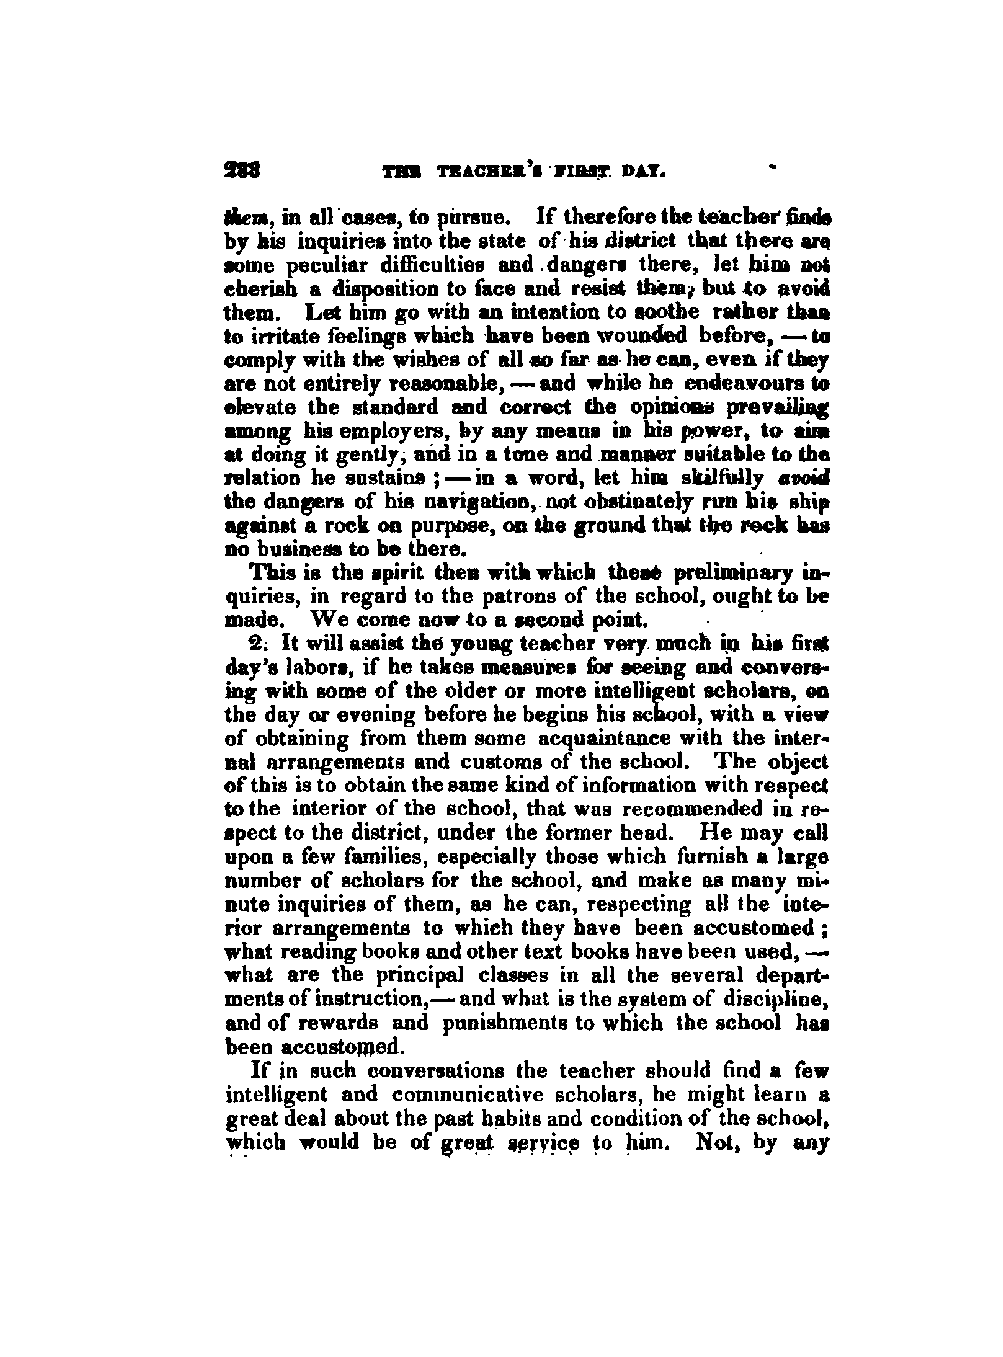 288 THE TEACHER'S FIRST DAY.
them, in all cases, to pursue. If therefore the teacher finds
by his inquiries into the state of his district that there are
some peculiar difficulties and dangers there, let him not
cherish a disposition to face and resist them, but to avoid
them. Let him go with an intention to soothe rather than
to irritate feelings which have been wounded before, — to
comply with the wishes of all so far as he can, even if they
are not entirely reasonable, — and while he endeavours to
elevate the standard and correct the opinions prevailing
among his employers, by any means in his power, to aim
at doing it gently, and in a tone and manner suitable to the
relation he sustains ; — in a word, let him skilfully avoid
the dangers of his navigation, not obstinately run his ship
against a rock on purpose, on the ground that the rock has
no business to be there.
This is the spirit then with which these preliminary in-
quiries, in regard to the patrons of the school, ought to be
made. We come now to a second point.
2. It will assist the young teacher very much in his first
day's labors, if he takes measures for seeing and convers-
ing with some of the older or more intelligent scholars, on
the day or evening before he begins his school, with a view
of obtaining from them some acquaintance with the inter-
nal arrangements and customs of the school. The object
of this is to obtain the same kind of information with respect
to the interior of the school, that was recommended in re-
spect to the district, under the former head. He may call
upon a few families, especially those which furnish a large
number of scholars for the school, and make as many mi-
nute inquiries of them, as he can, respecting all the inte-
rior arrangements to which they have been accustomed ;
what reading books and other text books have been used, —
what are the principal classes in all the several depart-
ments of instruction,— and what is the system of discipline,
and of rewards and punishments to which the school has
been accustomed.
If in such conversations the teacher should find a few
intelligent and communicative scholars, he might learn a
great deal about the past habits and condition of the school,
which would be of great service to him. Not, by any